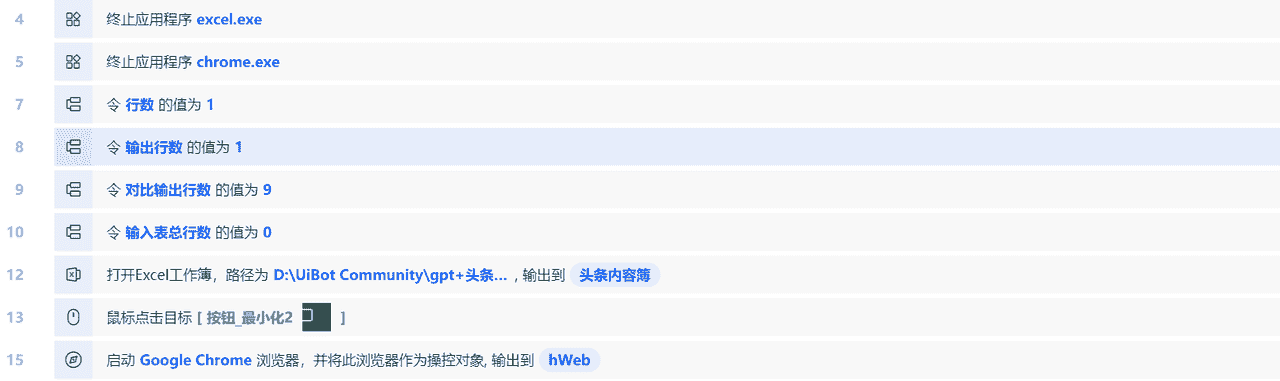 4 终止应用程序 excel.exe
5 终止应用程序 chrome.exe
7 令 行数 的值为 1
8 令 输出行数 的值为 1
9 令 对比输出行数 的值为 9
10 令 输入表总行数 的值为 0
12 打开Excel工作簿，路径为 D:\UiBot Community\gpt+头条... , 输出到 头条内容簿
13 鼠标点击目标 [ 按钮_最小化2 ]
15 启动 Google Chrome 浏览器，并将此浏览器作为操控对象, 输出到 hWeb